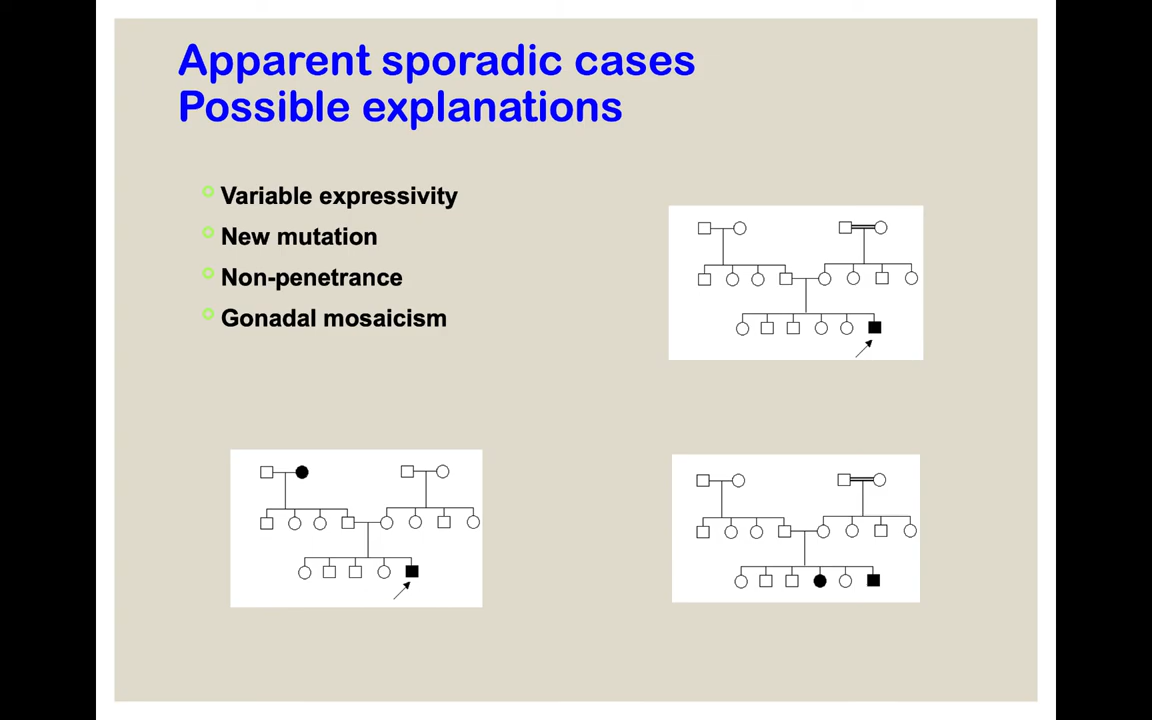 Apparent sporadic cases
Possible explanations
Variable expressivity
New mutation
Non-penetrance
Gonadal mosaicism